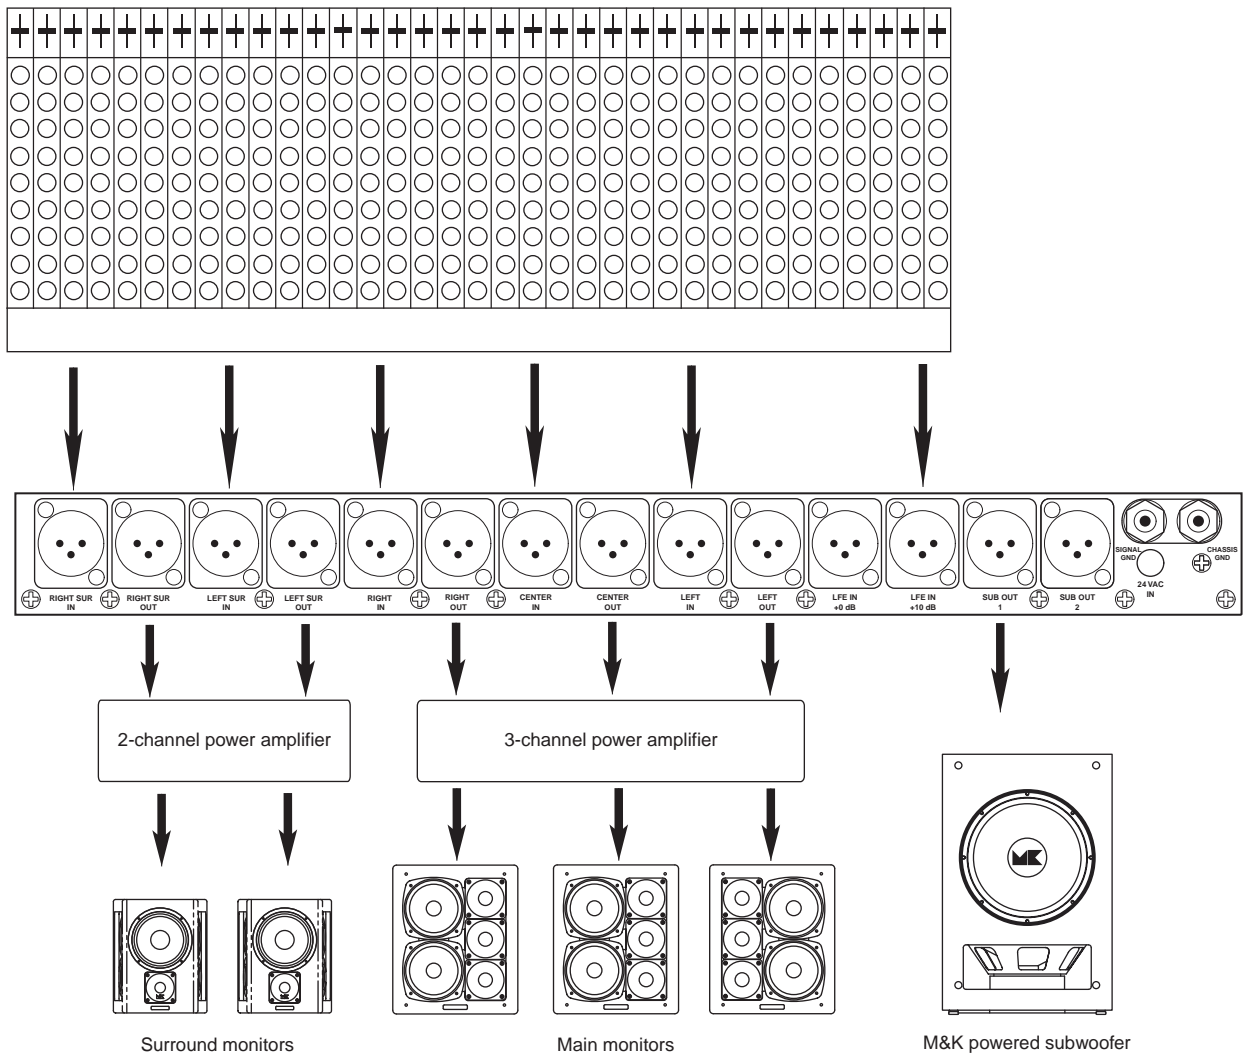 SIGNAL GND
CHASSIS GND
24 VAC IN
RIGHT SUR IN
RIGHT SUR OUT
LEFT SUR IN
LEFT SUR OUT
RIGHT IN
RIGHT OUT
CENTER IN
CENTER OUT
LEFT IN
LEFT OUT
LFE IN +0 dB
LFE IN +10 dB
SUB OUT 1
SUB OUT 2
2-channel power amplifier
3-channel power amplifier
MK
MK
MK
Surround monitors
Main monitors
M&K powered subwoofer